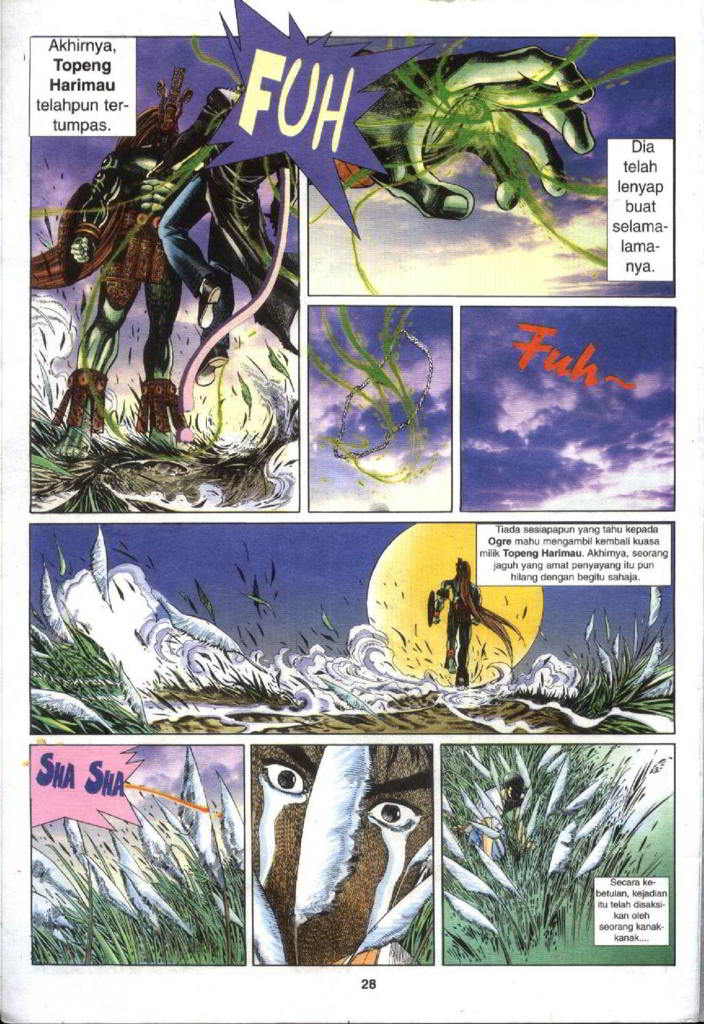 Akhirnya,
Topeng
Harimau
telahpun ter-
tumpas.
FUH
Dia
telah
lenyap
buat
selama-
lama-
nya.
Fuh~
Tiada sesiapapun yang tahu kepada
Ogre mahu mengambil kembali kuasa
milik Topeng Harimau. Akhirnya, seorang
jaguh yang amat penyayang itu pun
hilang dengan begitu sahaja.
SHA SHA
Secara ke-
betulan, kejadian
itu telah disaksi-
kan oleh
seorang kanak-
kanak....
28